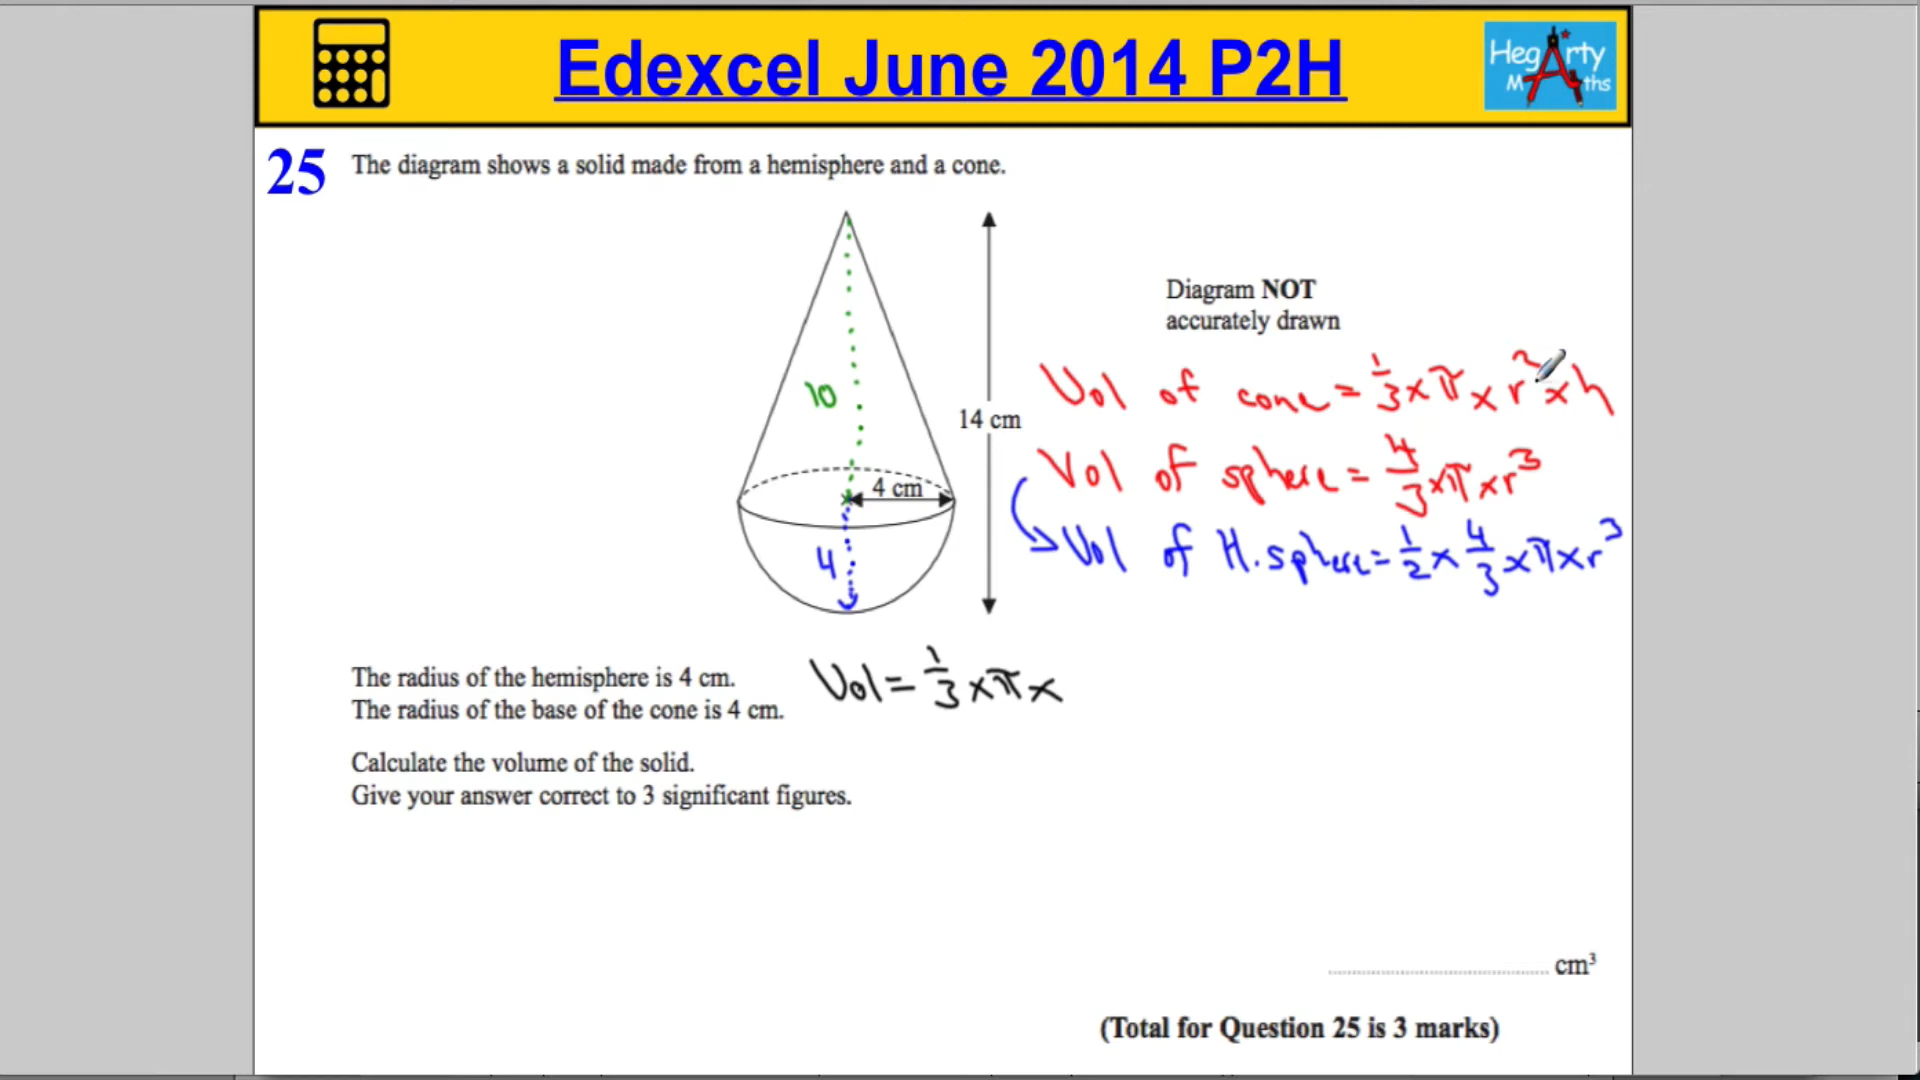 Edexcel June 2014 P2H
Hegarty
Maths
25 The diagram shows a solid made from a hemisphere and a cone.
Diagram NOT
accurately drawn
10
14 cm
4 cm
4
Vol of cone = 1/3 × π × r² × h
Vol of sphere = 4/3 × π × r³
Vol of H.sphere = 1/2 × 4/3 × π × r³
The radius of the hemisphere is 4 cm.
The radius of the base of the cone is 4 cm.
Vol = 1/3 × π ×
Calculate the volume of the solid.
Give your answer correct to 3 significant figures.
cm³
(Total for Question 25 is 3 marks)